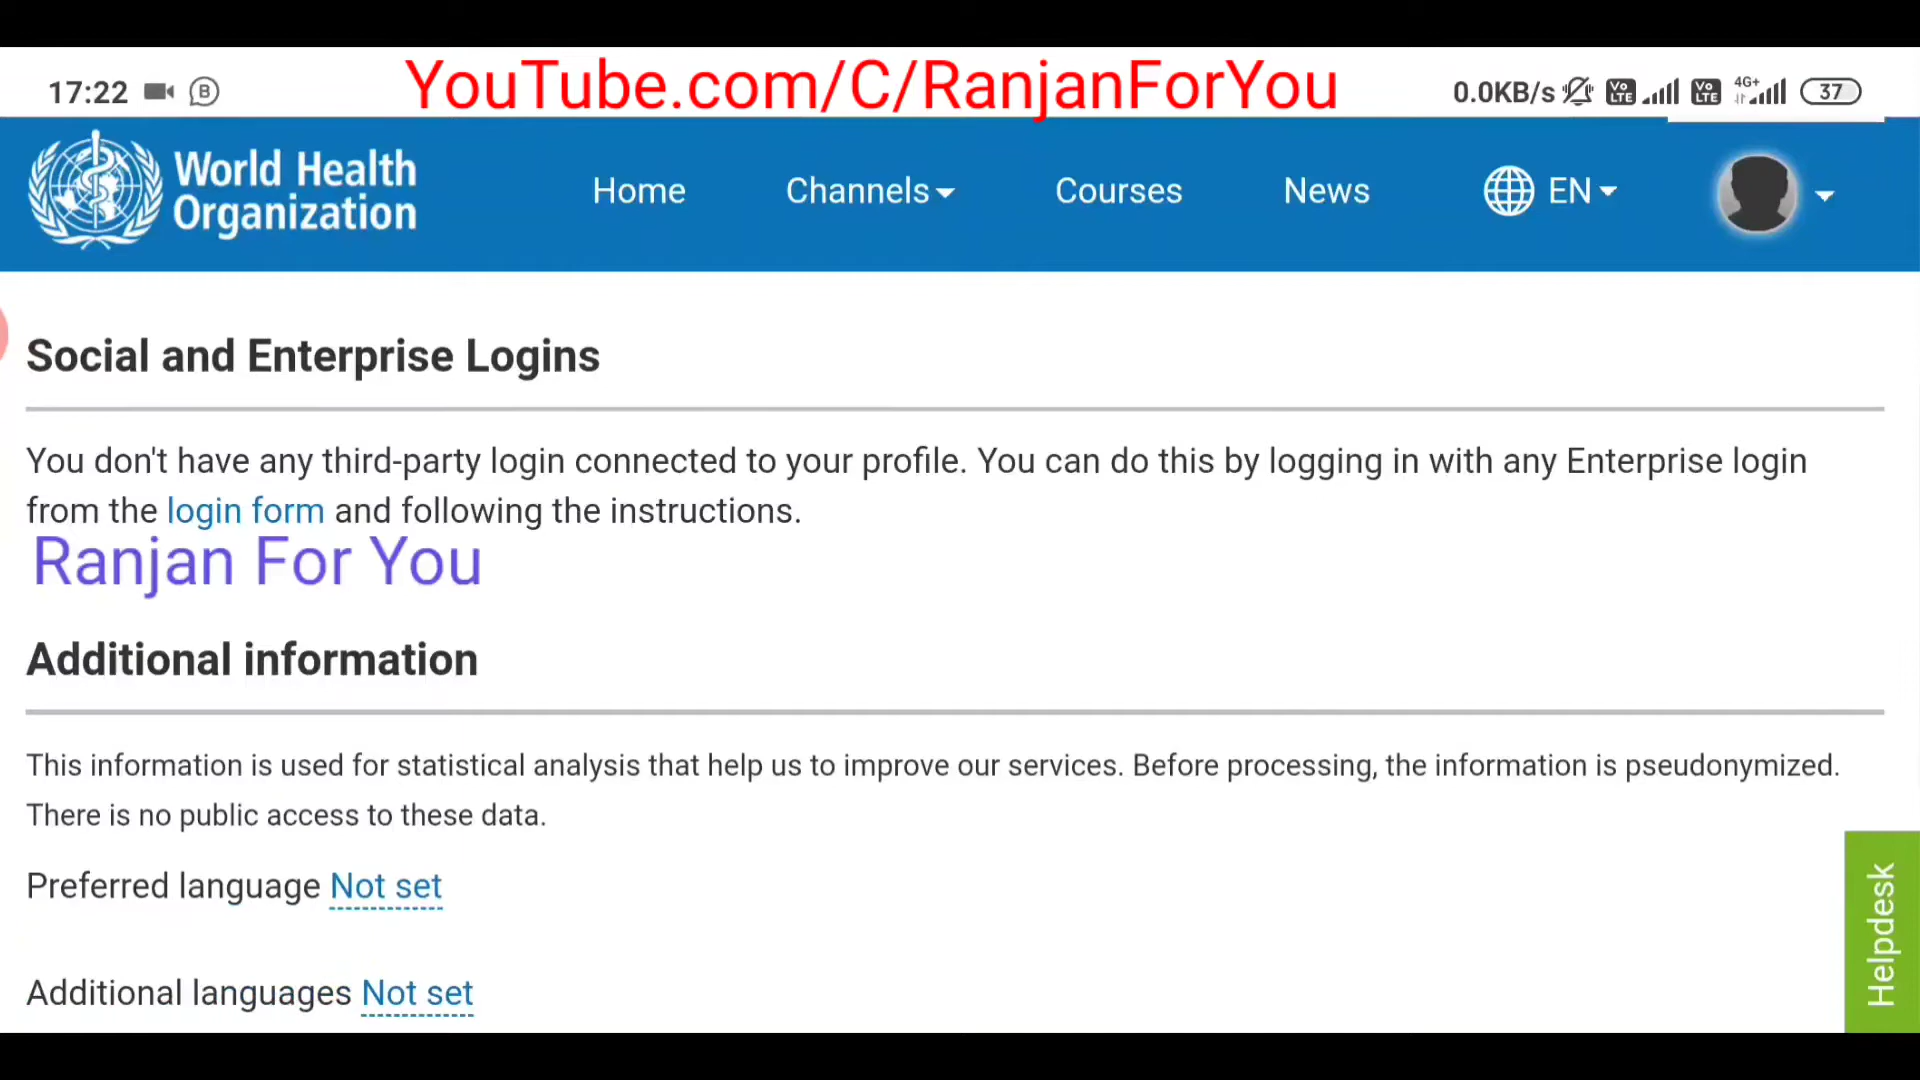 17:22
YouTube.com/C/RanjanForYou
0.0KB/s VoLTE VoLTE 4G+ 37
World Health
Organization
Home Channels Courses News EN
Social and Enterprise Logins
You don't have any third-party login connected to your profile. You can do this by logging in with any Enterprise login
from the login form and following the instructions.
Ranjan For You
Additional information
This information is used for statistical analysis that help us to improve our services. Before processing, the information is pseudonymized.
There is no public access to these data.
Preferred language Not set
Additional languages Not set
Helpdesk